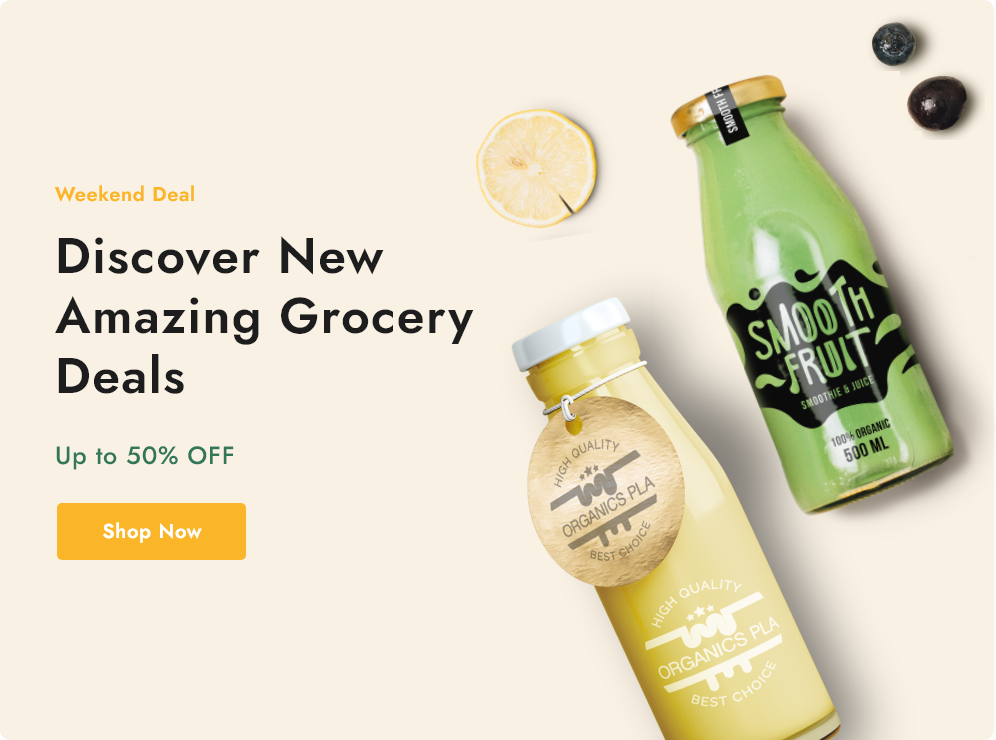 Weekend Deal
Discover New
Amazing Grocery
Deals
Up to 50% OFF
Shop Now
SMOOTH FR
SMOOTH
FRUIT
SMOOTHIE & JUICE
100% ORGANIC
500 ML
HIGH QUALITY
ORGANICS PLA
BEST CHOICE
HIGH QUALITY
ORGANICS PLA
BEST CHOICE